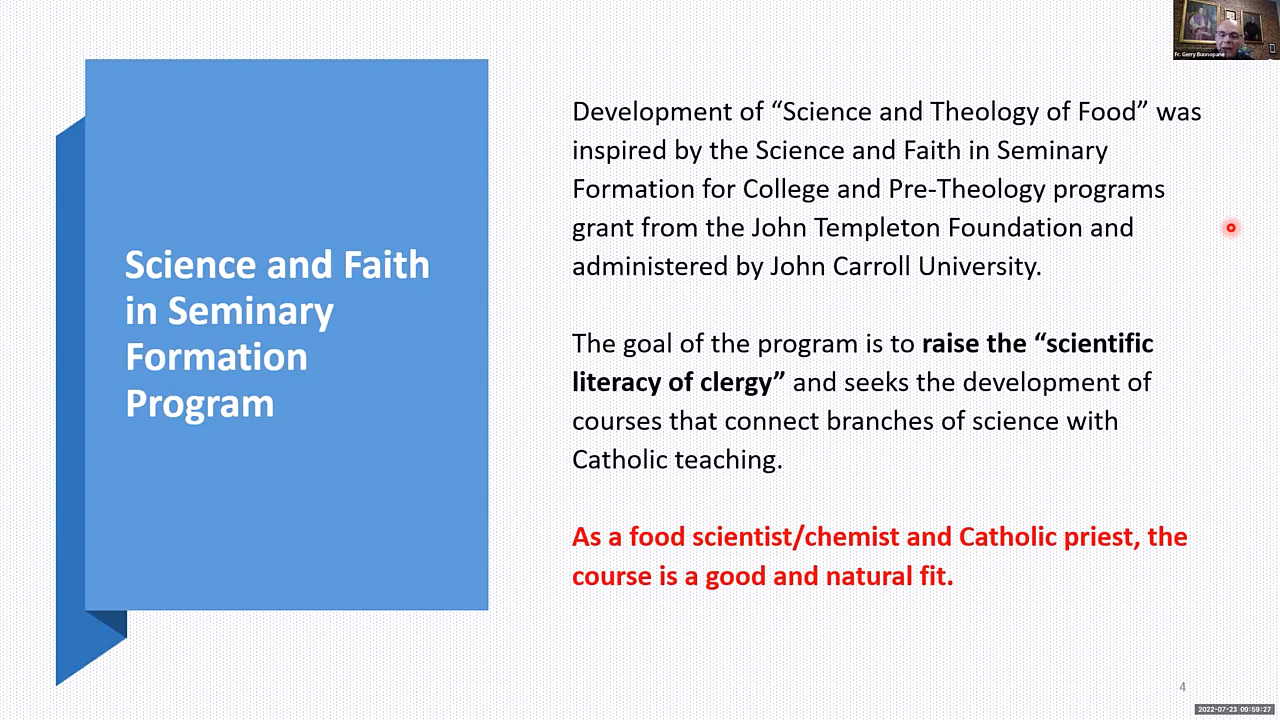 Fr. Gerry Buonopane
Science and Faith
in Seminary
Formation
Program
Development of “Science and Theology of Food” was
inspired by the Science and Faith in Seminary
Formation for College and Pre-Theology programs
grant from the John Templeton Foundation and
administered by John Carroll University.
The goal of the program is to raise the “scientific
literacy of clergy” and seeks the development of
courses that connect branches of science with
Catholic teaching.
As a food scientist/chemist and Catholic priest, the
course is a good and natural fit.
4
2022-07-23 09:59:27